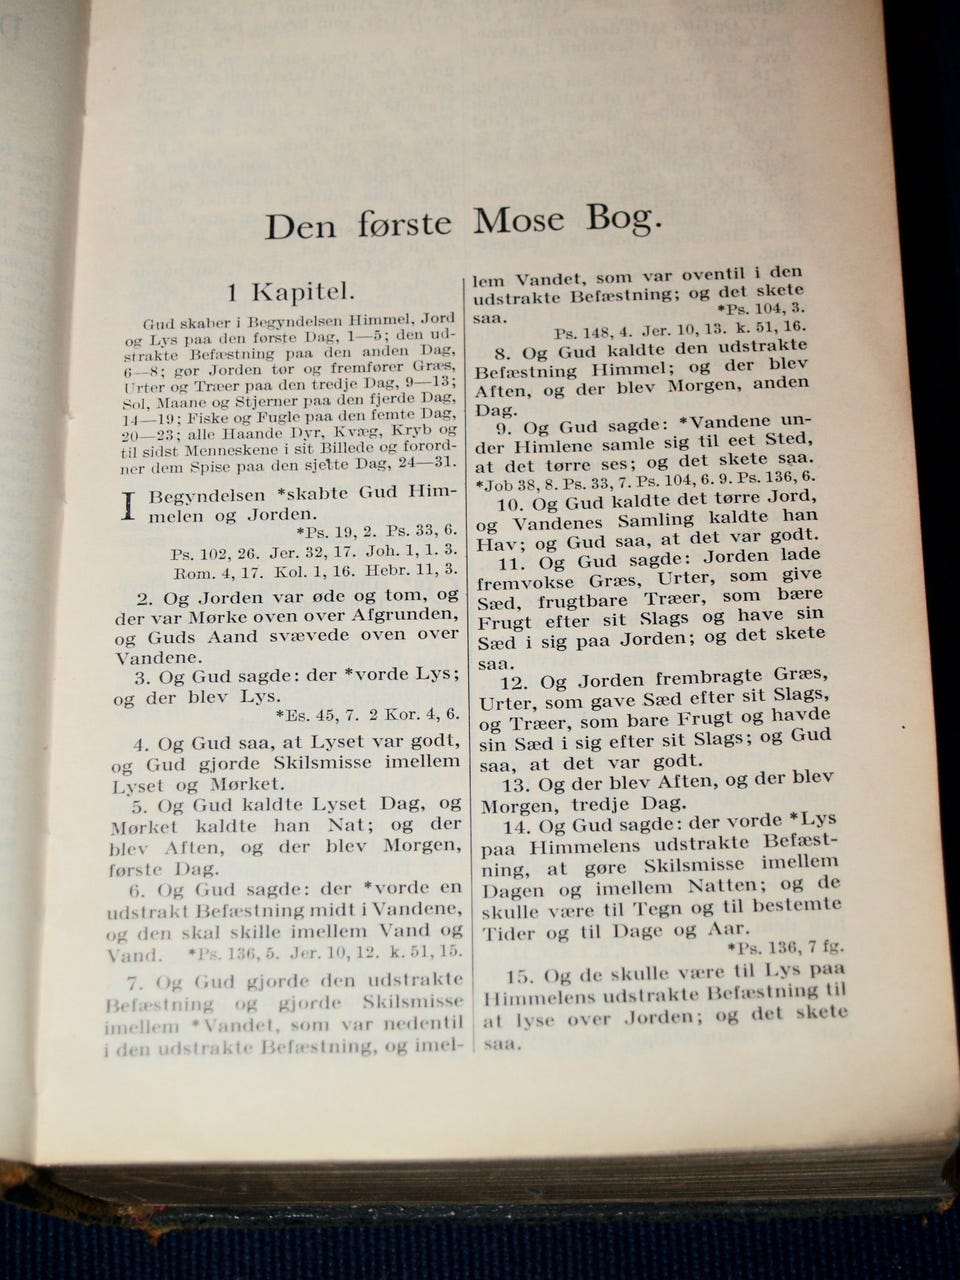 Den første Mose Bog.
1 Kapitel.
Gud skaber i Begyndelsen Himmel, Jord
og Lys paa den første Dag, 1—5; den ud-
strakte Befæstning paa den anden Dag,
6—8; gør Jorden tør og fremfører Græs,
Urter og Træer paa den tredje Dag, 9—13;
Sol, Maane og Stjerner paa den fjerde Dag,
14—19; Fiske og Fugle paa den femte Dag,
20—23; alle Haande Dyr, Kvæg, Kryb og
til sidst Menneskene i sit Billede og forord-
ner dem Spise paa den sjette Dag, 24—31.
I Begyndelsen *skabte Gud Him-
melen og Jorden.
*Ps. 19, 2. Ps. 33, 6.
Ps. 102, 26. Jer. 32, 17. Joh. 1, 1. 3.
Rom. 4, 17. Kol. 1, 16. Hebr. 11, 3.
2. Og Jorden var øde og tom, og
der var Mørke oven over Afgrunden,
og Guds Aand svævede oven over
Vandene.
3. Og Gud sagde: der *vorde Lys;
og der blev Lys.
*Es. 45, 7. 2 Kor. 4, 6.
4. Og Gud saa, at Lyset var godt,
og Gud gjorde Skilsmisse imellem
Lyset og Mørket.
5. Og Gud kaldte Lyset Dag, og
Mørket kaldte han Nat; og der
blev Aften, og der blev Morgen,
første Dag.
6. Og Gud sagde: der *vorde en
udstrakt Befæstning midt i Vandene,
og den skal skille imellem Vand og
Vand. *Ps. 136, 5. Jer. 10, 12. k. 51, 15.
7. Og Gud gjorde den udstrakte
Befæstning og gjorde Skilsmisse
imellem *Vandet, som var nedentil
i den udstrakte Befæstning, og imel-
lem Vandet, som var oventil i den
udstrakte Befæstning; og det skete
saa. *Ps. 104, 3.
Ps. 148, 4. Jer. 10, 13. k. 51, 16.
8. Og Gud kaldte den udstrakte
Befæstning Himmel; og der blev
Aften, og der blev Morgen, anden
Dag.
9. Og Gud sagde: *Vandene un-
der Himlene samle sig til eet Sted,
at det tørre ses; og det skete saa.
*Job 38, 8. Ps. 33, 7. Ps. 104, 6. 9. Ps. 136, 6.
10. Og Gud kaldte det tørre Jord,
og Vandenes Samling kaldte han
Hav; og Gud saa, at det var godt.
11. Og Gud sagde: Jorden lade
fremvokse Græs, Urter, som give
Sæd, frugtbare Træer, som bære
Frugt efter sit Slags og have sin
Sæd i sig paa Jorden; og det skete
saa.
12. Og Jorden frembragte Græs,
Urter, som gave Sæd efter sit Slags,
og Træer, som bare Frugt og havde
sin Sæd i sig efter sit Slags; og Gud
saa, at det var godt.
13. Og der blev Aften, og der blev
Morgen, tredje Dag.
14. Og Gud sagde: der vorde *Lys
paa Himmelens udstrakte Befæst-
ning, at gøre Skilsmisse imellem
Dagen og imellem Natten; og de
skulle være til Tegn og til bestemte
Tider og til Dage og Aar.
*Ps. 136, 7 fg.
15. Og de skulle være til Lys paa
Himmelens udstrakte Befæstning til
at lyse over Jorden; og det skete
saa.